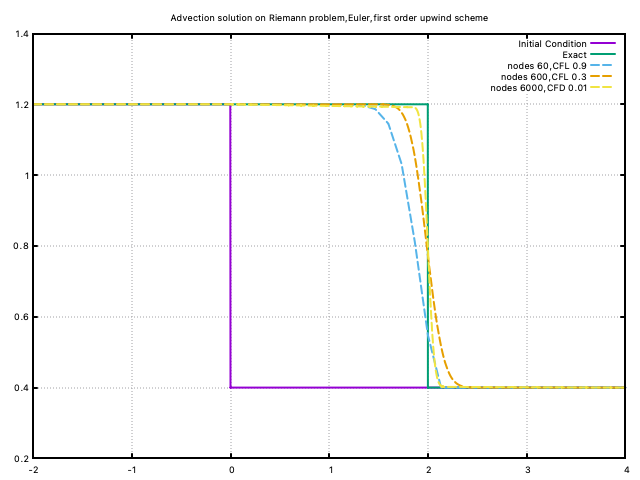 Advection solution on Riemann problem,Euler,first order upwind scheme
1.4
1.2
1
0.8
0.6
0.4
0.2
-2
-1
0
1
2
3
4
Initial Condition
Exact
nodes 60,CFL 0.9
nodes 600,CFL 0.3
nodes 6000,CFD 0.01